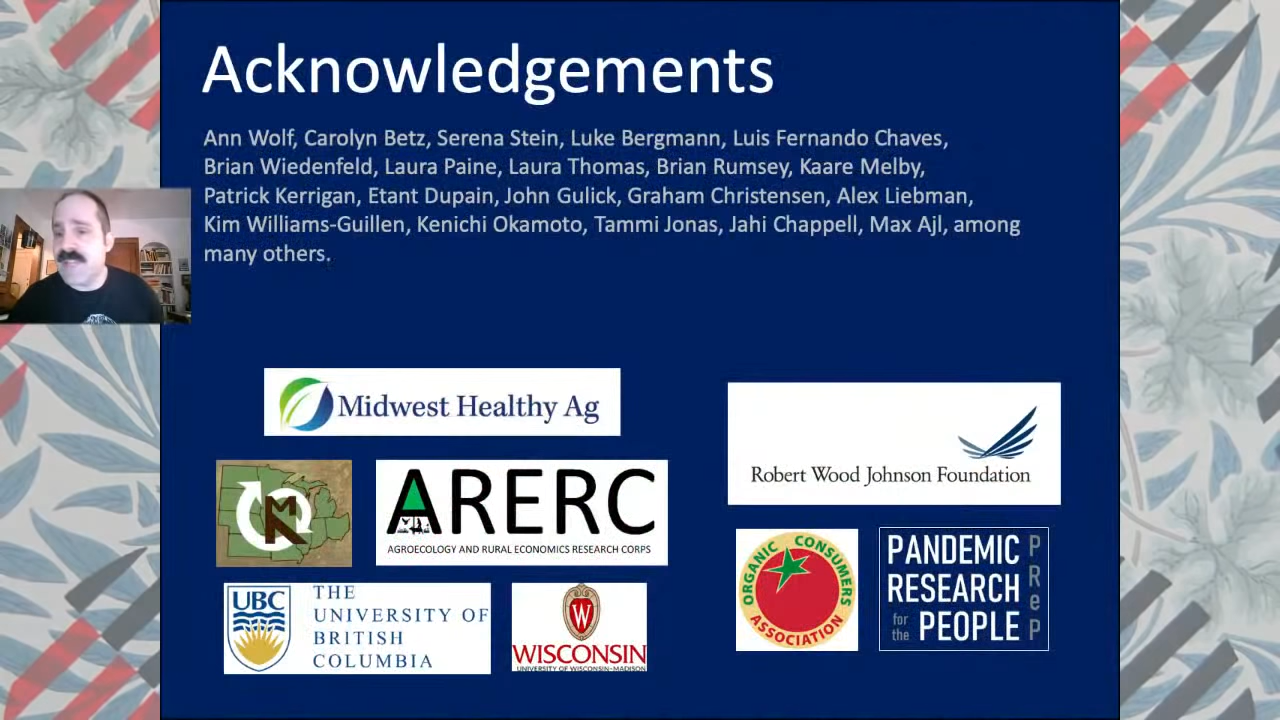 Acknowledgements
Ann Wolf, Carolyn Betz, Serena Stein, Luke Bergmann, Luis Fernando Chaves,
Brian Wiedenfeld, Laura Paine, Laura Thomas, Brian Rumsey, Kaare Melby,
Patrick Kerrigan, Etant Dupain, John Gulick, Graham Christensen, Alex Liebman,
Kim Williams-Guillen, Kenichi Okamoto, Tammi Jonas, Jahi Chappell, Max Ajl, among
many others.
Midwest Healthy Ag
Robert Wood Johnson Foundation
ARERC
AGROECOLOGY AND RURAL ECONOMICS RESEARCH CORPS
ORGANIC CONSUMERS
ASSOCIATION
PANDEMIC
RESEARCH
for the PEOPLE
PReP
UBC
THE
UNIVERSITY OF
BRITISH
COLUMBIA
W
WISCONSIN
UNIVERSITY OF WISCONSIN-MADISON